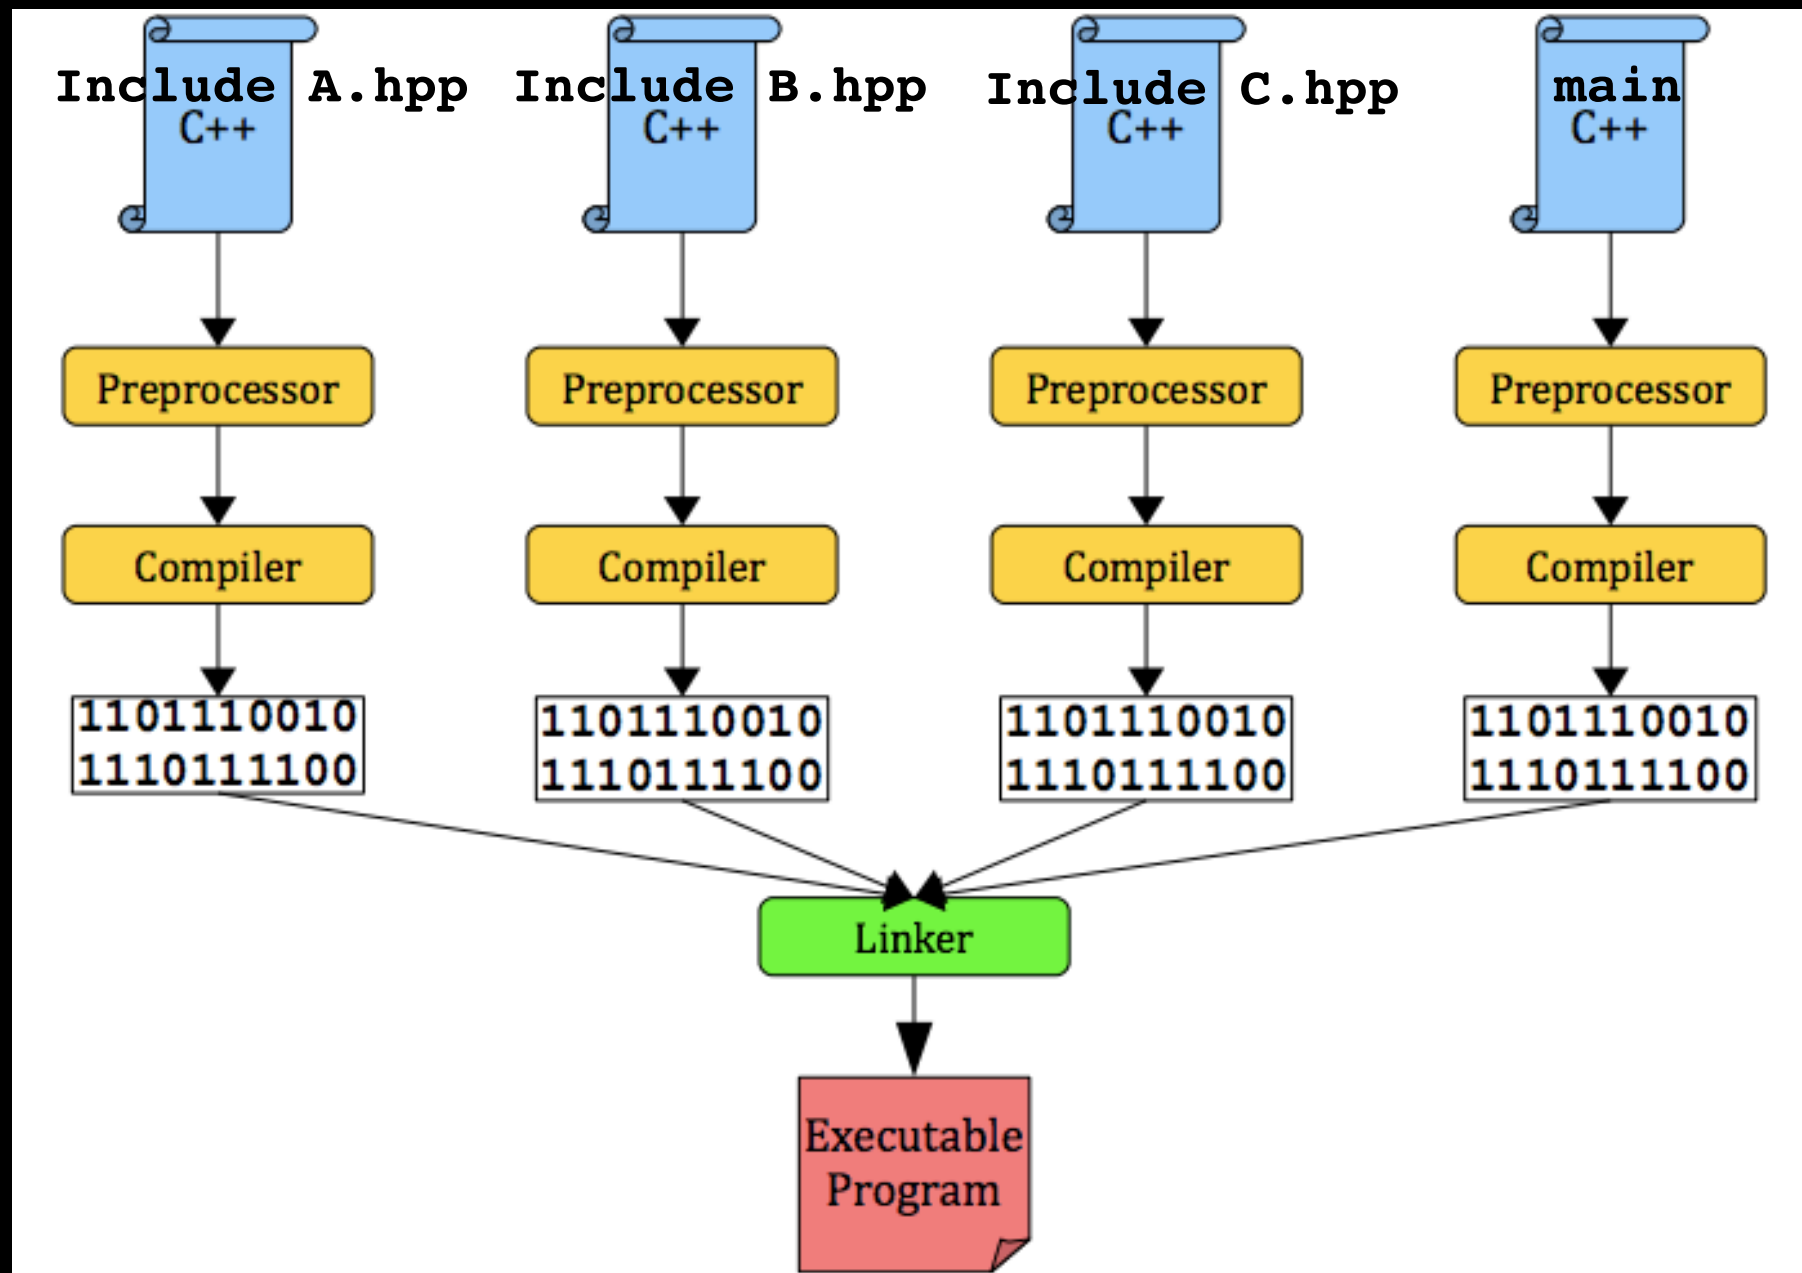 Include A.hpp
C++
Include B.hpp
C++
Include C.hpp
C++
main
C++
Preprocessor
Preprocessor
Preprocessor
Preprocessor
Compiler
Compiler
Compiler
Compiler
1101110010
1110111100
1101110010
1110111100
1101110010
1110111100
1101110010
1110111100
Linker
Executable
Program